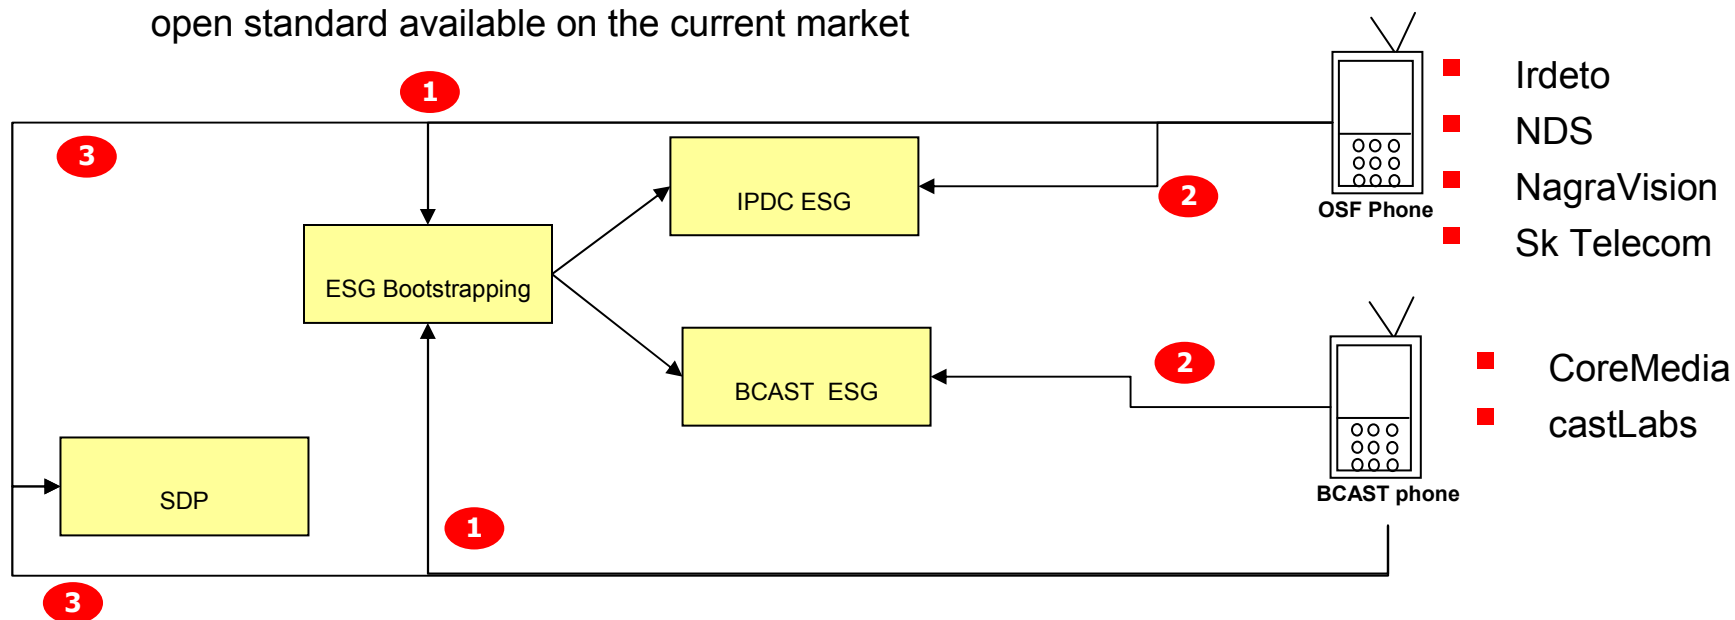 open standard available on the current market
1
3
IPDC ESG
2
OSF Phone
Irdeto
NDS
NagraVision
Sk Telecom
ESG Bootstrapping
BCAST ESG
2
CoreMedia
castLabs
SDP
1
BCAST phone
3